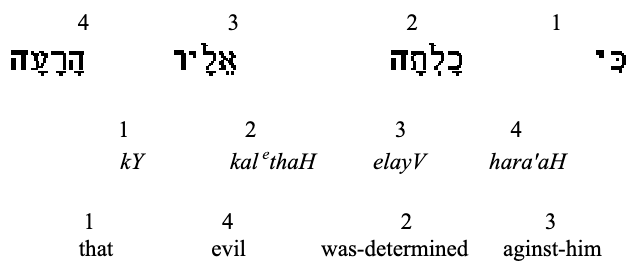 4 3 2 1
כִּי כָלְתָה אֵלָיו הָרָעָה
1 2 3 4
kY kal ᵉthaH elayV hara'aH
1 4 2 3
that evil was-determined aginst-him